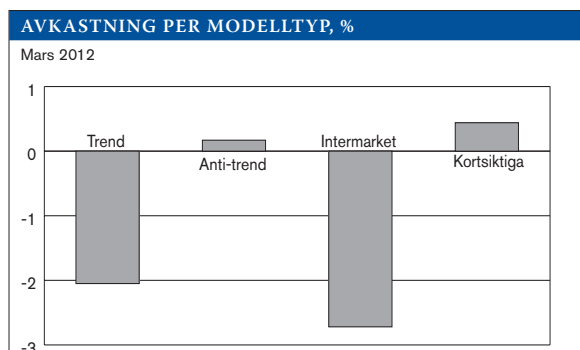 AVKASTNING PER MODELLTYP, %
Mars 2012
1
Trend
Intermarket
0
Anti-trend
Kortsiktiga
-1
-2
-3